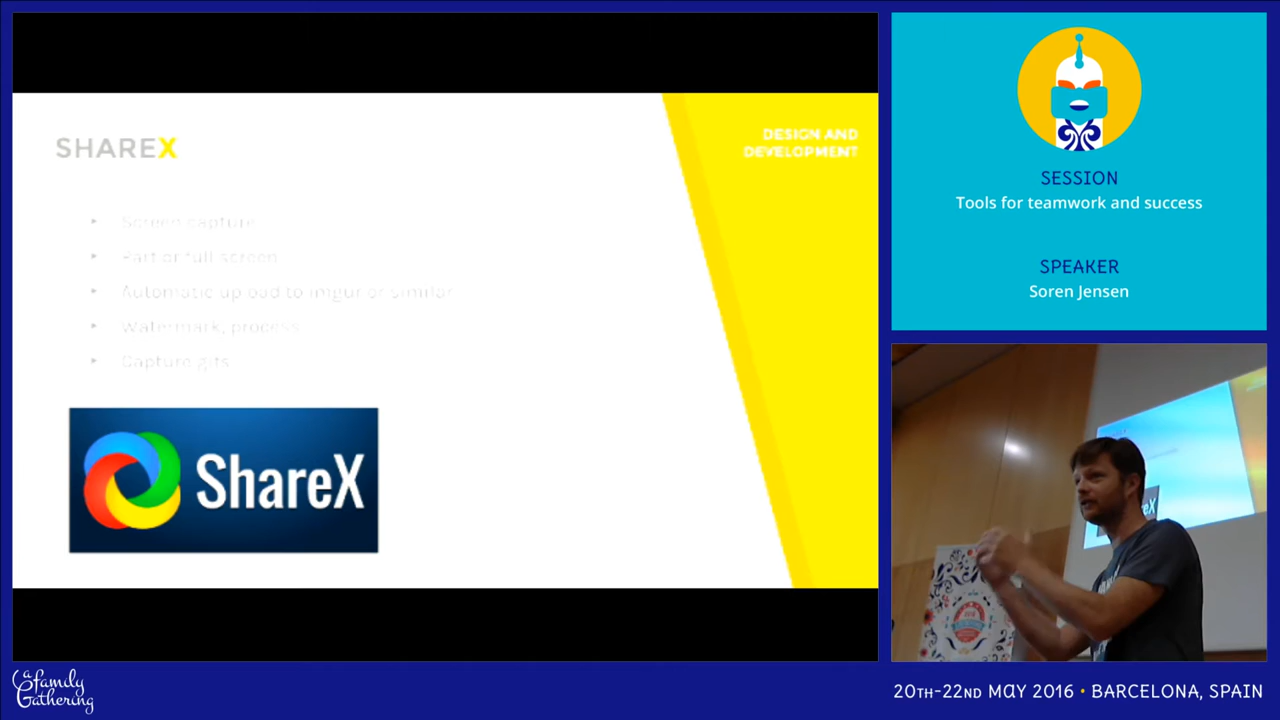 SHAREX
DESIGN AND
DEVELOPMENT
Screen capture
Part or full screen
Automatic upload to imgur or similar
Watermark, process
Capture gifs
ShareX
SESSION
Tools for teamwork and success
SPEAKER
Soren Jensen
a family
Gathering
20TH-22ND MAY 2016 • BARCELONA, SPAIN